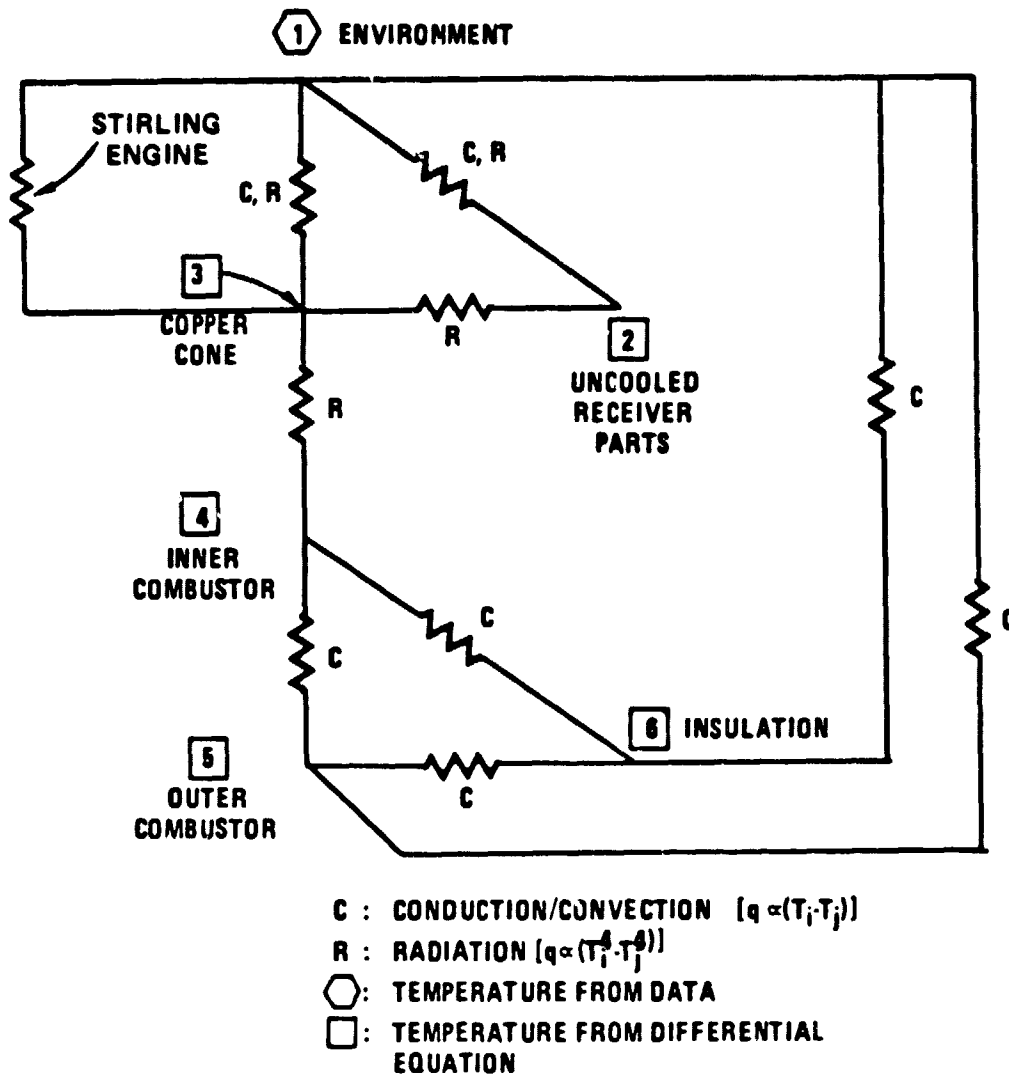 1 ENVIRONMENT
STIRLING
ENGINE
C, R
C, R
3
COPPER
CONE
R
2
UNCOOLED
RECEIVER
PARTS
R
C
4
INNER
COMBUSTOR
C
C
C
6 INSULATION
5
OUTER
COMBUSTOR
C
C : CONDUCTION/CONVECTION [q ∝(Ti-Tj)]
R : RADIATION [q∝(Ti⁴-Tj⁴)]
: TEMPERATURE FROM DATA
: TEMPERATURE FROM DIFFERENTIAL
EQUATION